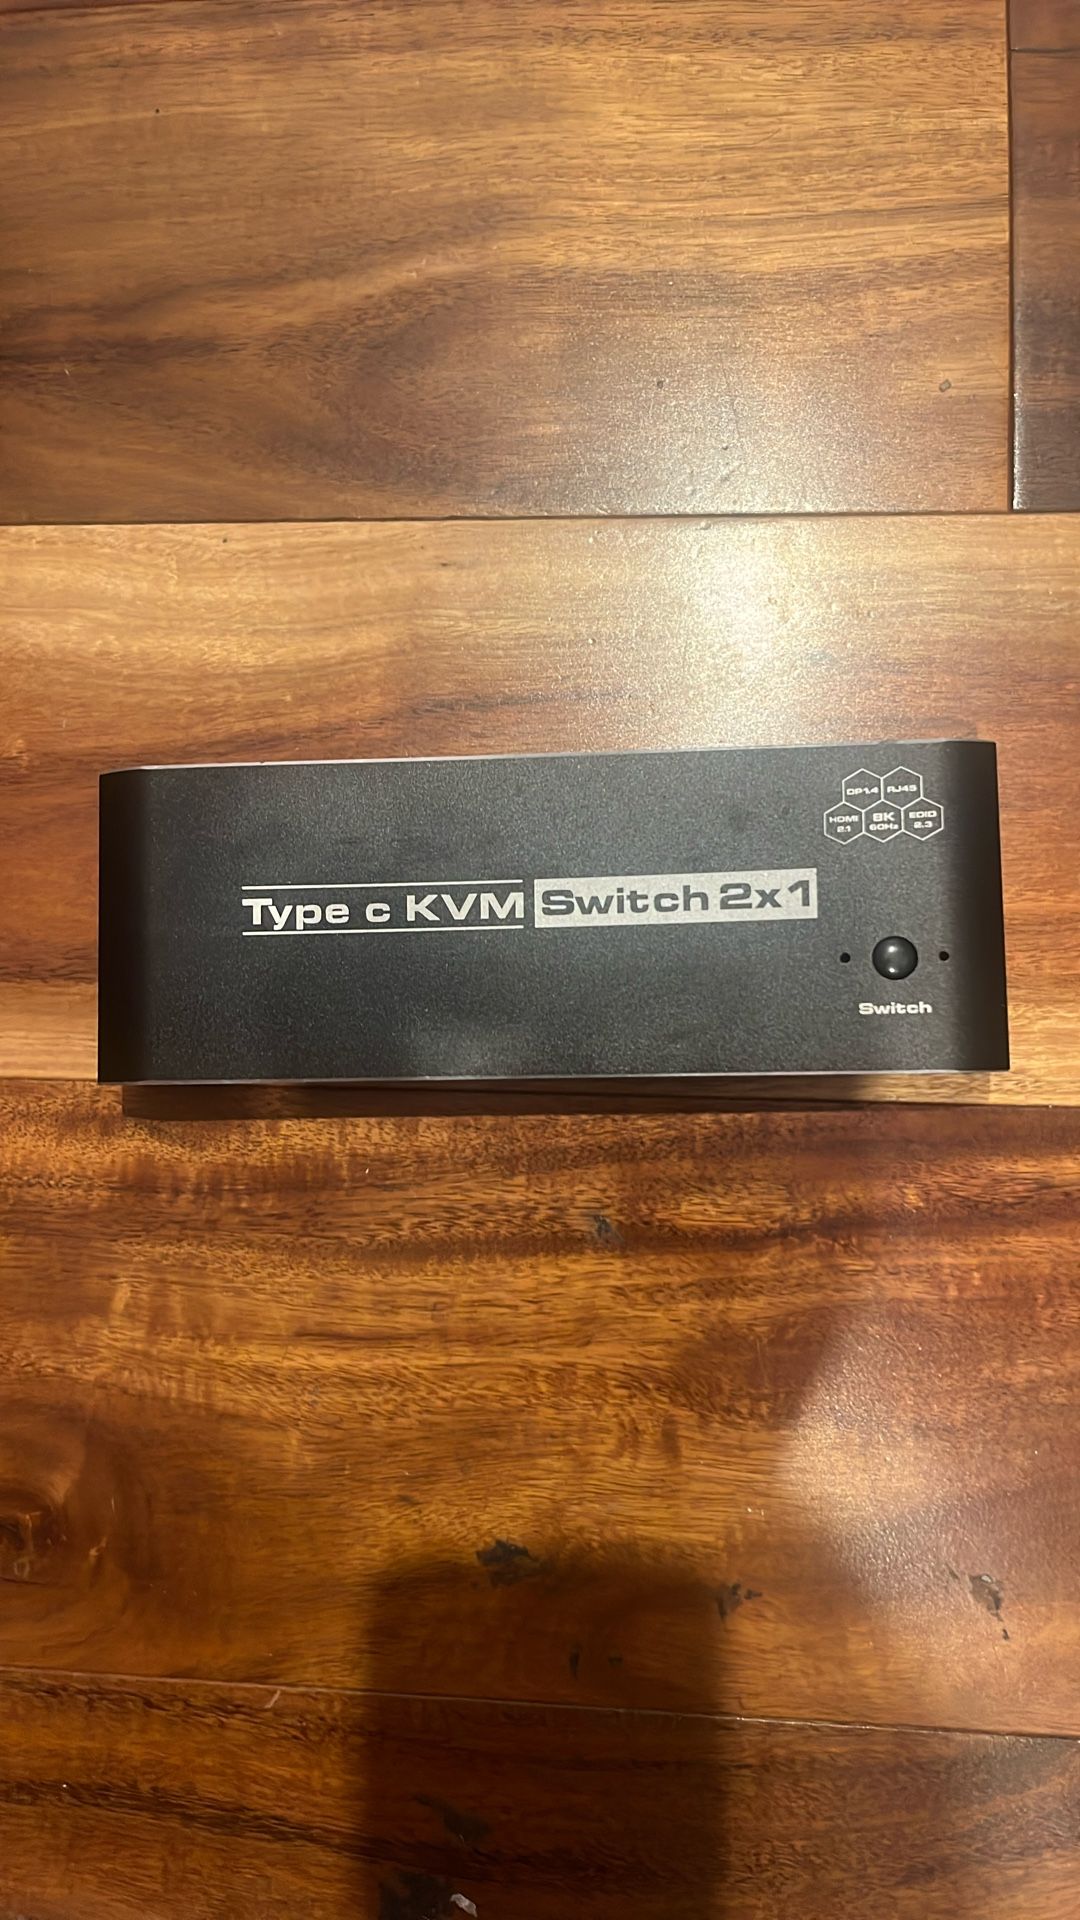 DP1.4 RJ45
HDMI 2.1 8K 60Hz EDID 2.3
Type c KVM Switch 2x1
Switch